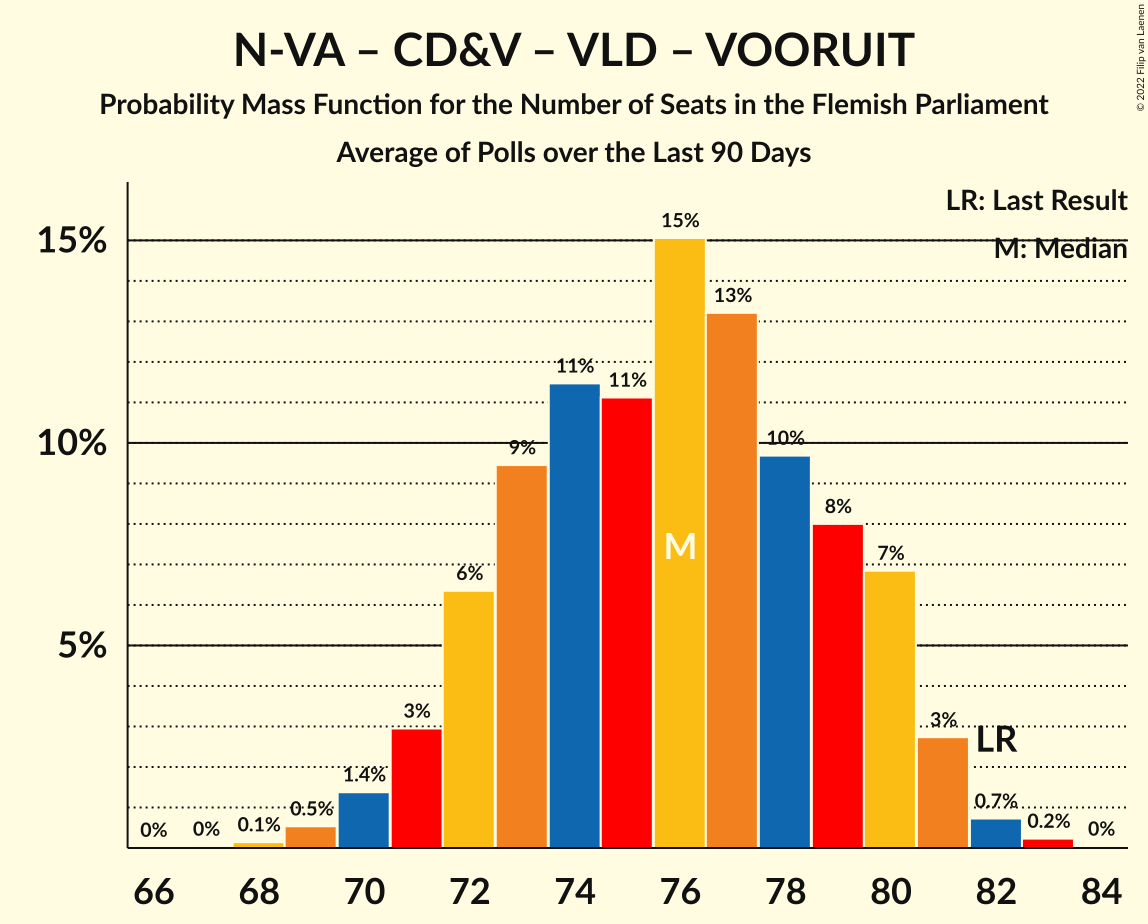 N-VA – CD&V – VLD – VOORUIT
Probability Mass Function for the Number of Seats in the Flemish Parliament
Average of Polls over the Last 90 Days
© 2022 Filip van Laenen
LR: Last Result
M: Median
15%
10%
5%
0%
0%
0.1%
0.5%
1.4%
3%
6%
9%
11%
11%
15%
13%
10%
8%
7%
3%
0.7%
0.2%
0%
M
LR
66 68 70 72 74 76 78 80 82 84